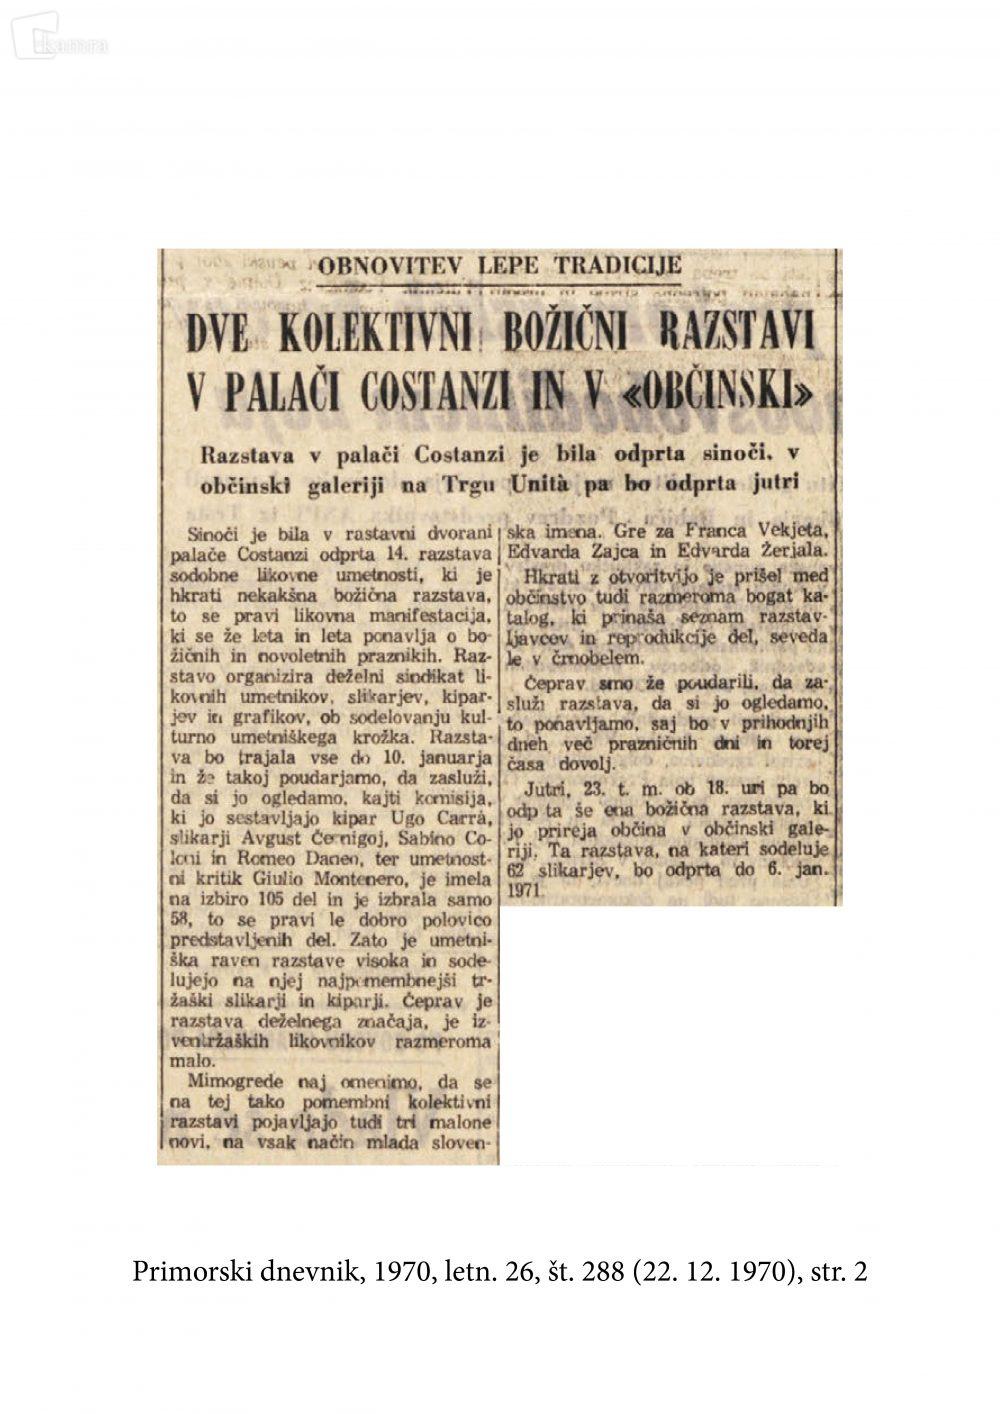 kamra
OBNOVITEV LEPE TRADICIJE
DVE KOLEKTIVNI BOŽIČNI RAZSTAVI
V PALAČI COSTANZI IN V «OBČINSKI»
Razstava v palači Costanzi je bila odprta sinoči, v
občinski galeriji na Trgu Unità pa bo odprta jutri
Sinoči je bila v rastavni dvorani
palače Costanzi odprta 14. razstava
sodobne likovne umetnosti, ki je
hkrati nekakšna božična razstava,
to se pravi likovna manifestacija,
ki se že leta in leta ponavlja o bo-
žičnih in novoletnih praznikih. Raz-
stavo organizira deželni sindikat li-
kovnih umetnikov, slikarjev, kipar-
jev in grafikov, ob sodelovanju kul-
turno umetniškega krožka. Razsta-
va bo trajala vse do 10. januarja
in že takoj poudarjamo, da zasluži,
da si jo ogledamo, kajti komisija,
ki jo sestavljajo kipar Ugo Carrà,
slikarji Avgust Černigoj, Sabino Co-
loni in Romeo Daneo, ter umetnost-
ni kritik Giulio Montenero, je imela
na izbiro 105 del in je izbrala samo
58, to se pravi le dobro polovico
predstavljenih del. Zato je umetni-
ška raven razstave visoka in sode-
lujejo na njej najpomembnejši tr-
žaški slikarji in kiparji. Čeprav je
razstava deželnega značaja, je iz-
ventržaških likovnikov razmeroma
malo.
Mimogrede naj omenimo, da se
na tej tako pomembni kolektivni
razstavi pojavljajo tudi tri malone
novi, na vsak način mlada sloven-
ska imena. Gre za Franca Vekjeta,
Edvarda Zajca in Edvarda Žerjala.
Hkrati z otvoritvijo je prišel med
občinstvo tudi razmeroma bogat ka-
talog, ki prinaša seznam razstav-
ljavcev in reprodukcije del, seveda
le v črnobelem.
Čeprav smo že poudarili, da za-
služi razstava, da si jo ogledamo,
to ponavljamo, saj bo v prihodnjih
dneh več prazničnih dni in torej
časa dovolj.
Jutri, 23. t. m. ob 18. uri pa bo
odp ta še ena božična razstava, ki
jo prireja občina v občinski gale-
riji. Ta razstava, na kateri sodeluje
62 slikarjev, bo odprta do 6. jan.
1971.
Primorski dnevnik, 1970, letn. 26, št. 288 (22. 12. 1970), str. 2